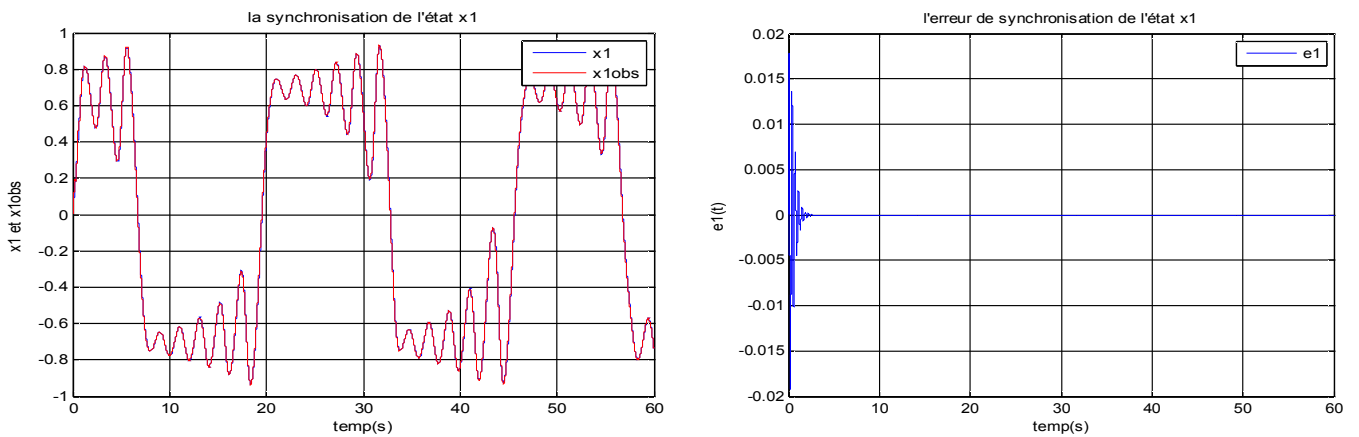 la synchronisation de l'état x1
1
0.8
0.6
0.4
0.2
0
-0.2
-0.4
-0.6
-0.8
-1
x1 et x1obs
x1
x1obs
0 10 20 30 40 50 60
temp(s)
l'erreur de synchronisation de l'état x1
0.02
0.015
0.01
0.005
0
-0.005
-0.01
-0.015
-0.02
e1(t)
e1
0 10 20 30 40 50 60
temp(s)